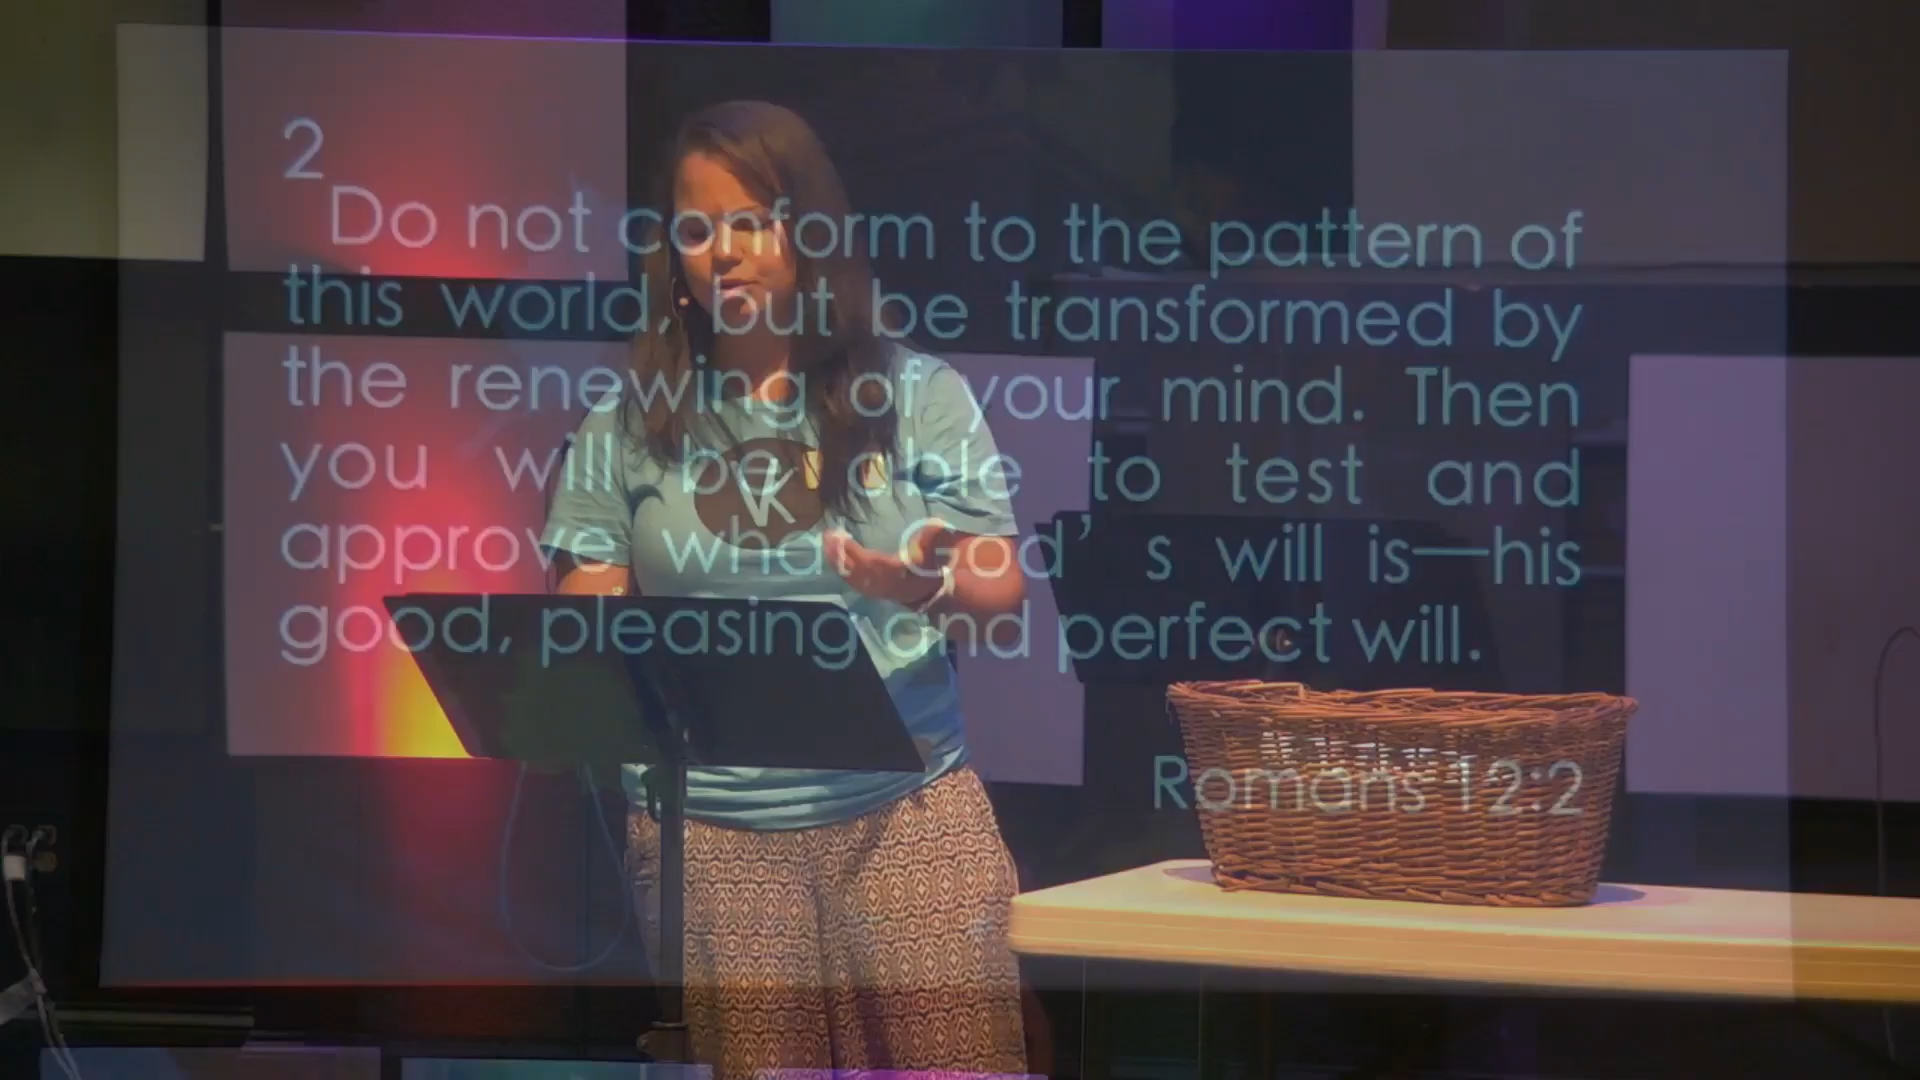 2
Do not conform to the pattern of
this world, but be transformed by
the renewing of your mind. Then
you will be able to test and
approve what God's will is—his
good, pleasing and perfect will.
Romans 12:2
VK